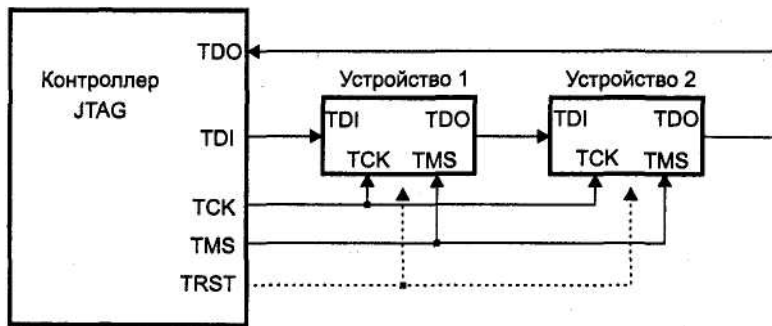 TDO
Контроллер
JTAG
TDI
TCK
TMS
TRST
Устройство 1
TDI TDO
TCK TMS
Устройство 2
TDI TDO
TCK TMS